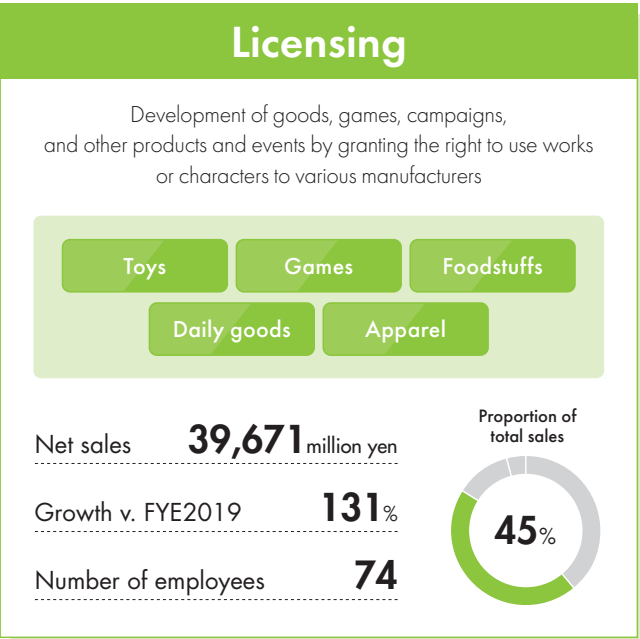 Licensing
Development of goods, games, campaigns,
and other products and events by granting the right to use works
or characters to various manufacturers
Toys
Games
Foodstuffs
Daily goods
Apparel
Net sales 39,671 million yen
Growth v. FYE2019 131%
Number of employees 74
Proportion of
total sales
45%